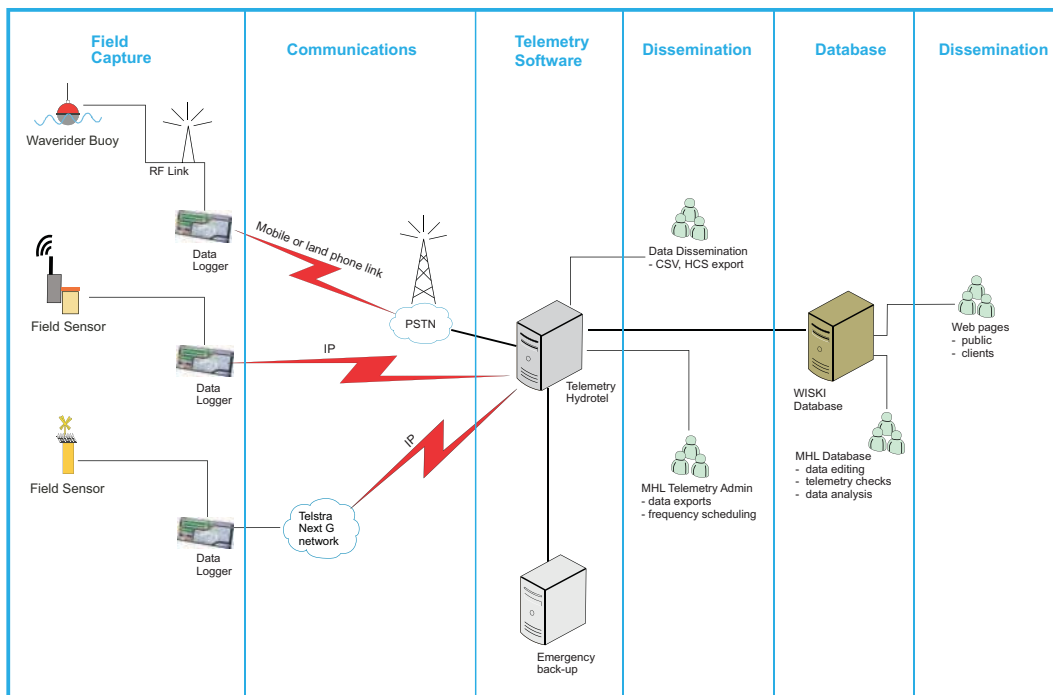 Field
Capture
Communications
Telemetry
Software
Dissemination
Database
Dissemination
Waverider Buoy
RF Link
Data
Logger
Mobile or land phone link
PSTN
Field Sensor
Data
Logger
IP
Field Sensor
Data
Logger
Telstra
Next G
network
IP
Telemetry
Hydrotel
Emergency
back-up
Data Dissemination
- CSV, HCS export
MHL Telemetry Admin
- data exports
- frequency scheduling
WISKI
Database
MHL Database
- data editing
- telemetry checks
- data analysis
Web pages
- public
- clients